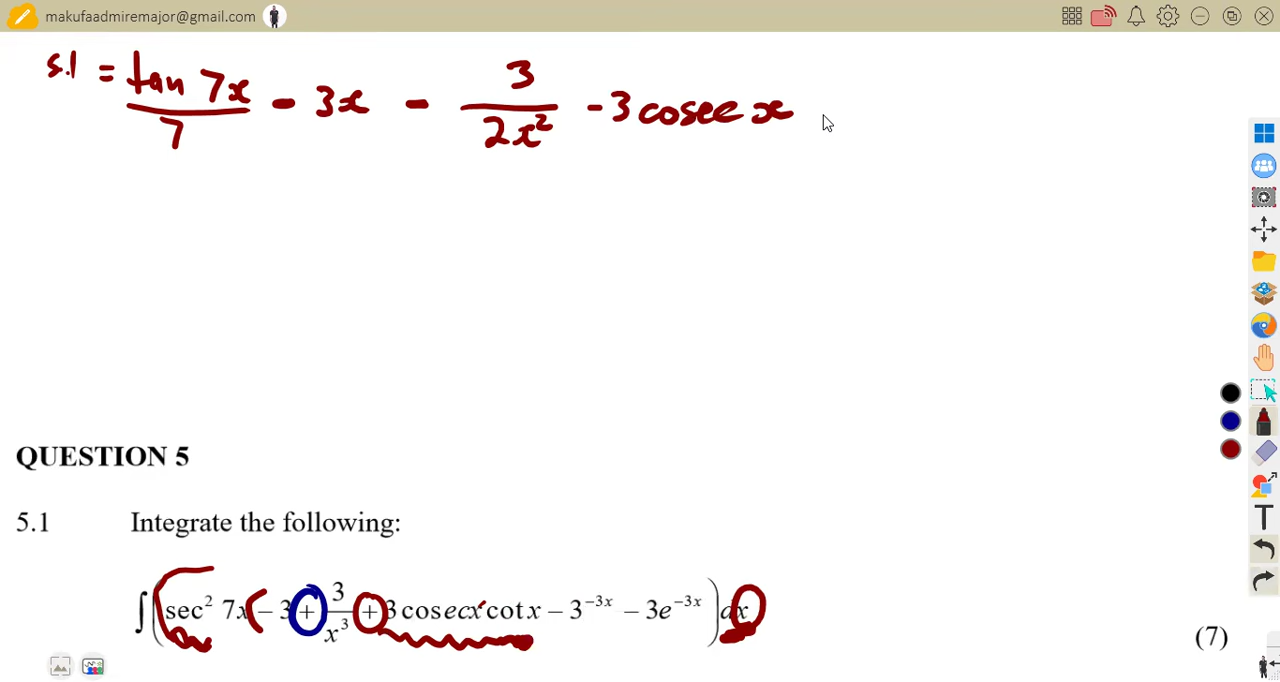 makufaadmiremajor@gmail.com
5.1 = tan 7x / 7 - 3x - 3 / 2x² - 3 cosec x
QUESTION 5
5.1 Integrate the following:
∫(sec² 7x - 3 + 3/x³ + 3 cosec x cot x - 3⁻³ˣ - 3e⁻³ˣ) dx
(7)
T